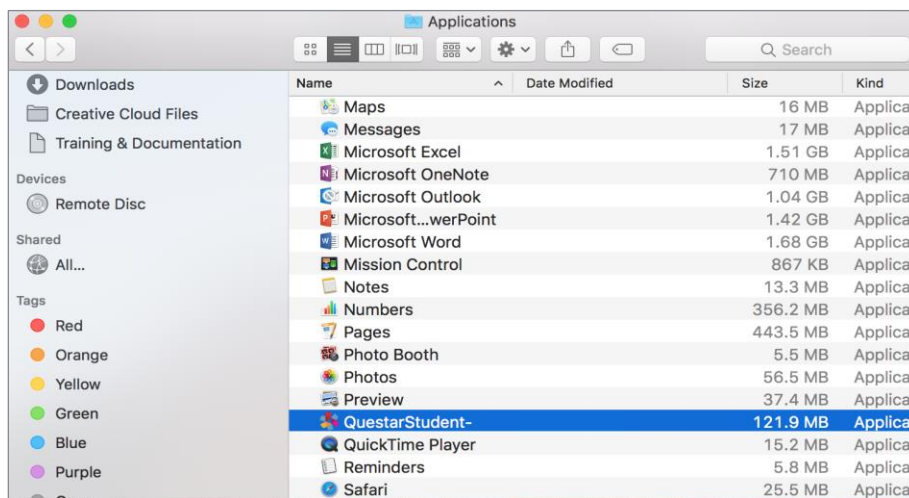 Applications
Search
Downloads
Creative Cloud Files
Training & Documentation
Devices
Remote Disc
Shared
All...
Tags
Red
Orange
Yellow
Green
Blue
Purple
Name Date Modified Size Kind
Maps 16 MB Applica
Messages 17 MB Applica
Microsoft Excel 1.51 GB Applica
Microsoft OneNote 710 MB Applica
Microsoft Outlook 1.04 GB Applica
Microsoft...werPoint 1.42 GB Applica
Microsoft Word 1.68 GB Applica
Mission Control 867 KB Applica
Notes 13.3 MB Applica
Numbers 356.2 MB Applica
Pages 443.5 MB Applica
Photo Booth 5.5 MB Applica
Photos 56.5 MB Applica
Preview 37.4 MB Applica
QuestarStudent- 121.9 MB Applica
QuickTime Player 15.2 MB Applica
Reminders 5.8 MB Applica
Safari 25.5 MB Applica